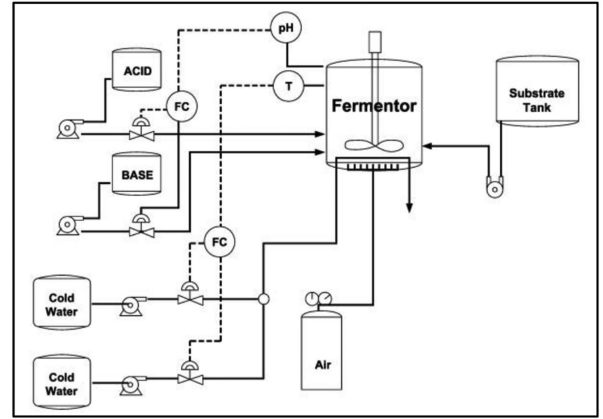 pH
ACID
T
Substrate
Tank
FC
Fermentor
BASE
FC
Cold
Water
Air
Cold
Water